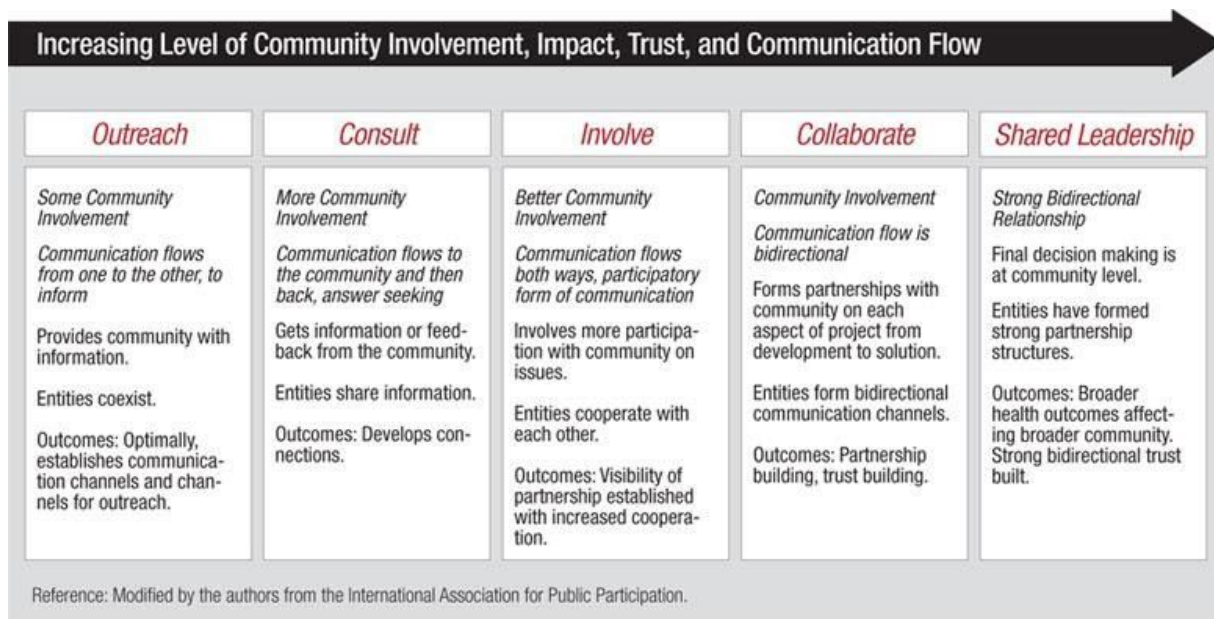 Increasing Level of Community Involvement, Impact, Trust, and Communication Flow
Outreach
Some Community
Involvement
Communication flows
from one to the other, to
inform
Provides community with
information.
Entities coexist.
Outcomes: Optimally,
establishes communica-
tion channels and chan-
nels for outreach.
Consult
More Community
Involvement
Communication flows to
the community and then
back, answer seeking
Gets information or feed-
back from the community.
Entities share information.
Outcomes: Develops con-
nections.
Involve
Better Community
Involvement
Communication flows
both ways, participatory
form of communication
Involves more participa-
tion with community on
issues.
Entities cooperate with
each other.
Outcomes: Visibility of
partnership established
with increased coopera-
tion.
Collaborate
Community Involvement
Communication flow is
bidirectional
Forms partnerships with
community on each
aspect of project from
development to solution.
Entities form bidirectional
communication channels.
Outcomes: Partnership
building, trust building.
Shared Leadership
Strong Bidirectional
Relationship
Final decision making is
at community level.
Entities have formed
strong partnership
structures.
Outcomes: Broader
health outcomes affect-
ing broader community.
Strong bidirectional trust
built.
Reference: Modified by the authors from the International Association for Public Participation.